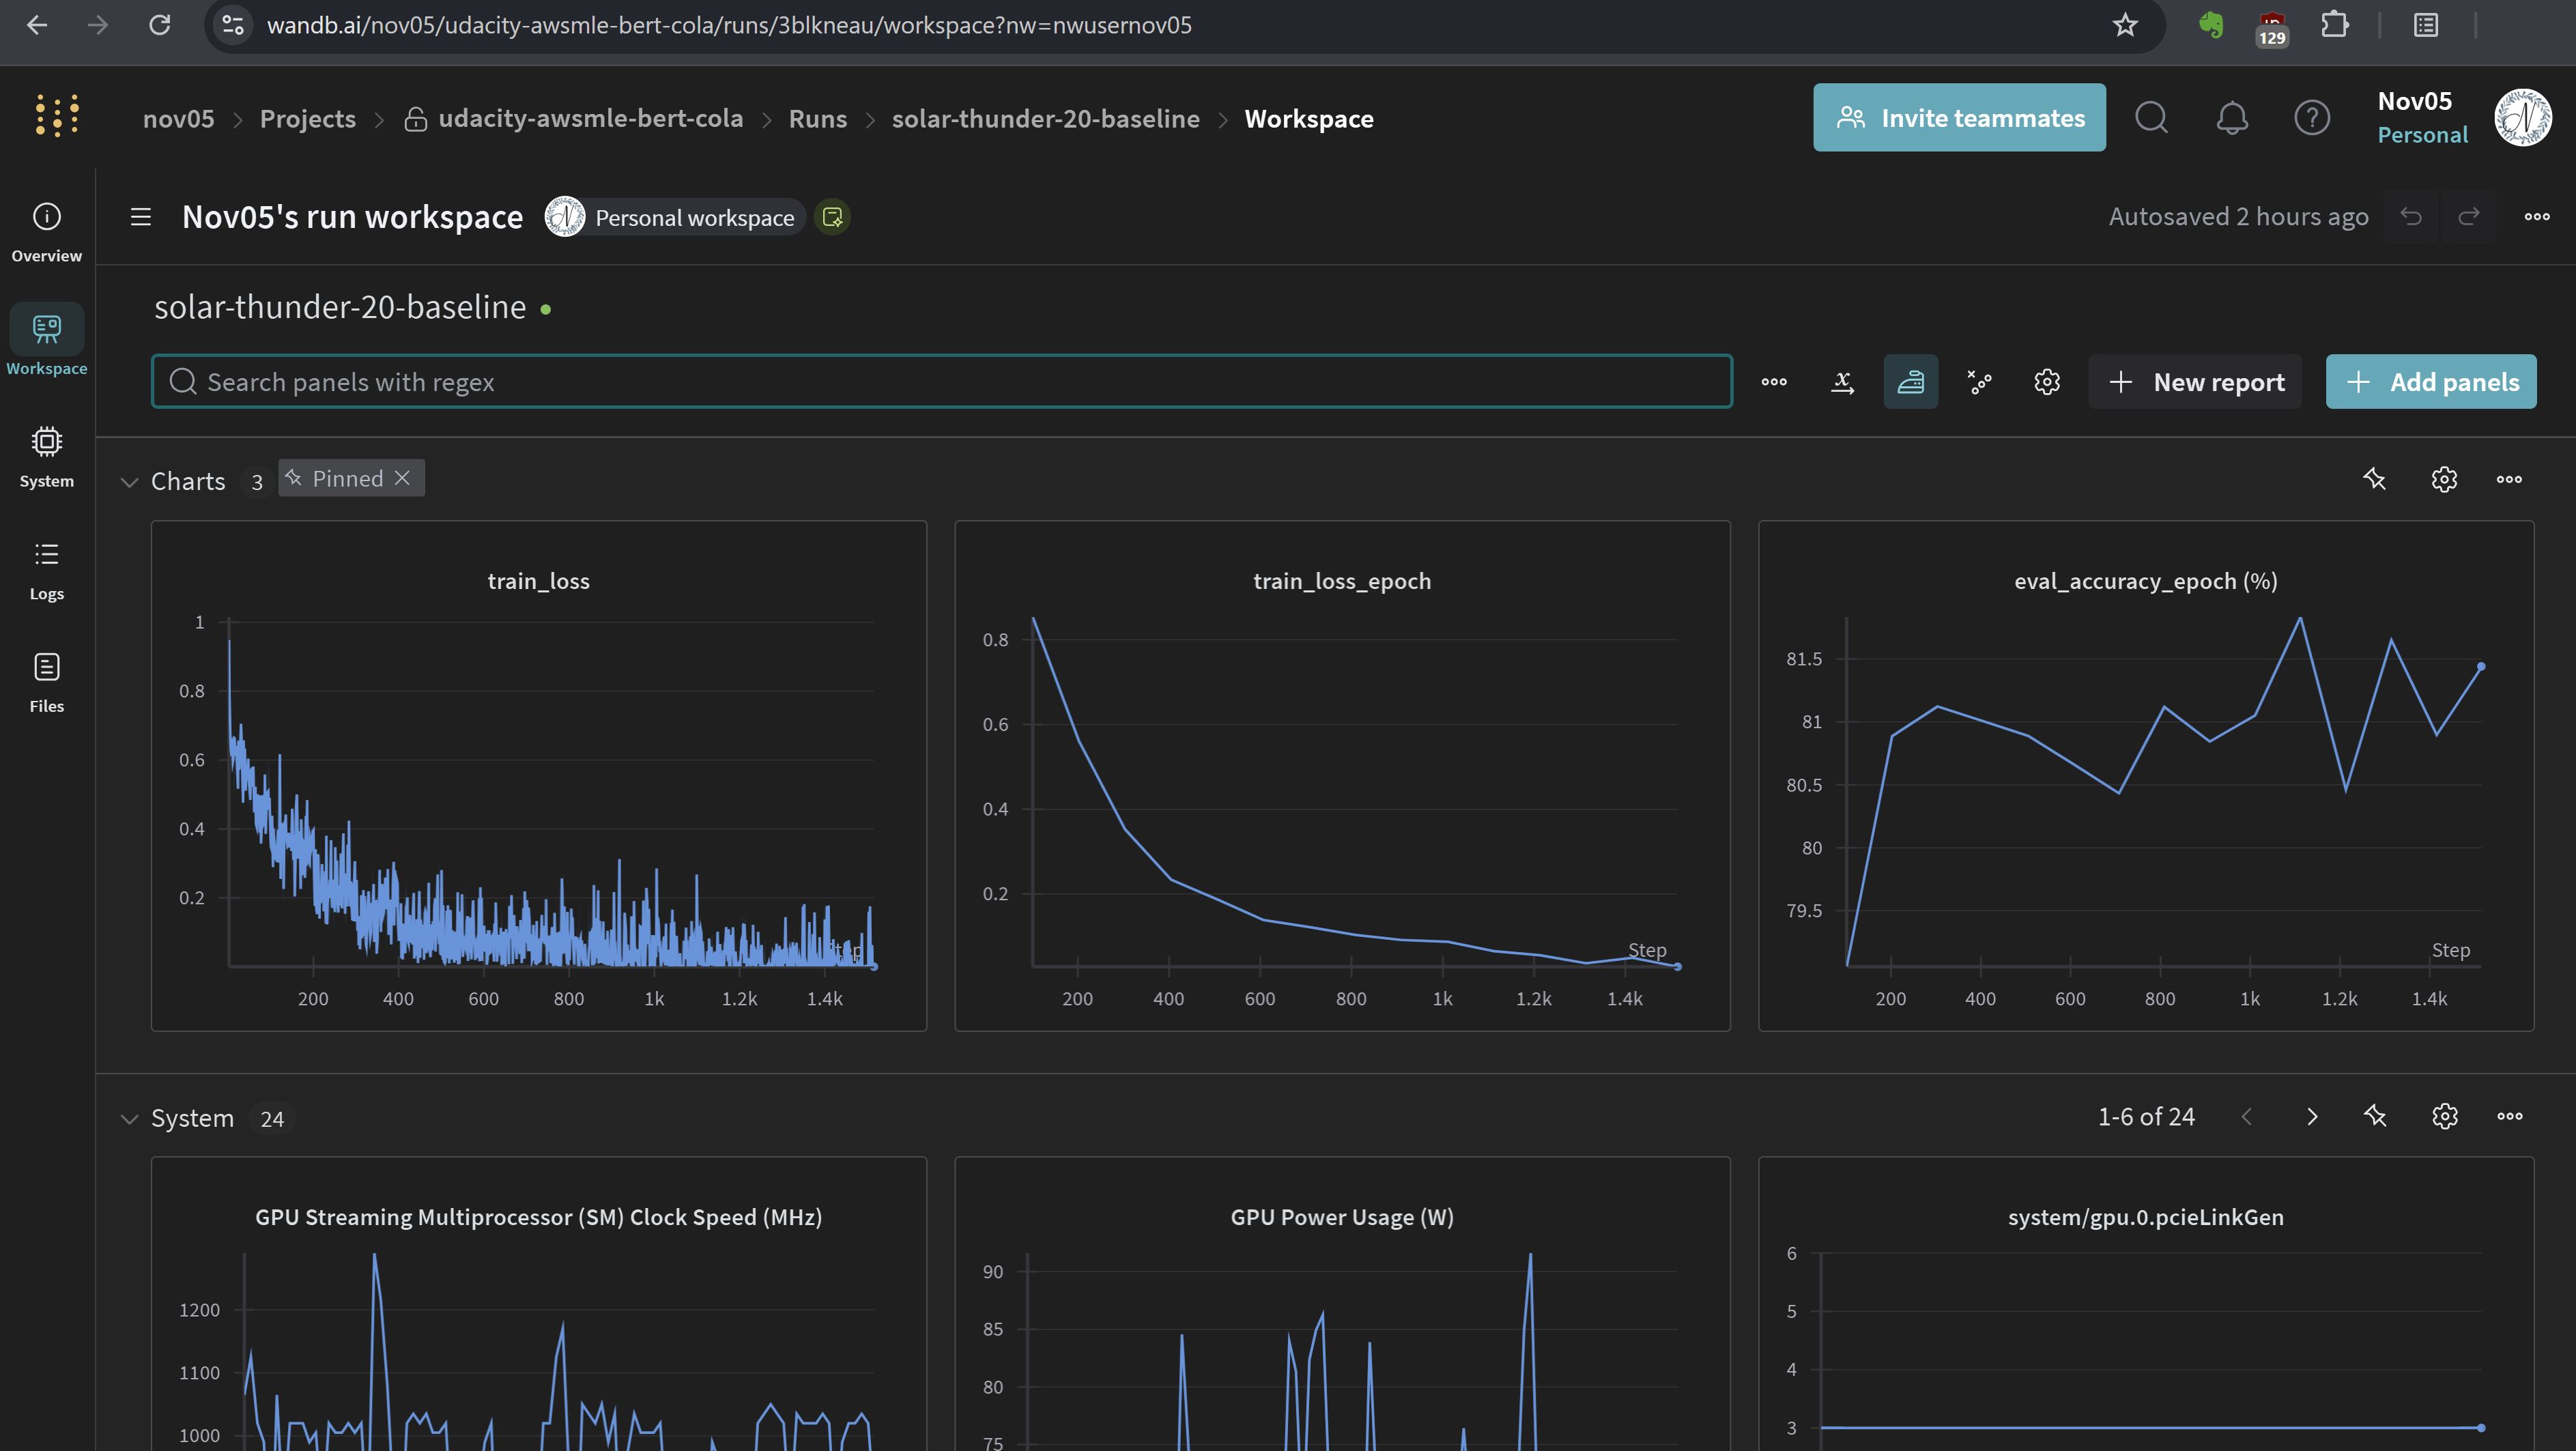 wandb.ai/nov05/udacity-awsmle-bert-cola/runs/3blkneau/workspace?nw=nwusernov05
129
nov05 > Projects > udacity-awsmle-bert-cola > Runs > solar-thunder-20-baseline > Workspace
Invite teammates
Nov05
Personal
Nov05's run workspace
Personal workspace
Autosaved 2 hours ago
Overview
Workspace
System
Logs
Files
solar-thunder-20-baseline
Search panels with regex
New report
Add panels
Charts 3 Pinned
train_loss
1
0.8
0.6
0.4
0.2
Step
200 400 600 800 1k 1.2k 1.4k
train_loss_epoch
0.8
0.6
0.4
0.2
Step
200 400 600 800 1k 1.2k 1.4k
eval_accuracy_epoch (%)
81.5
81
80.5
80
79.5
Step
200 400 600 800 1k 1.2k 1.4k
System 24
1-6 of 24
GPU Streaming Multiprocessor (SM) Clock Speed (MHz)
1200
1100
1000
GPU Power Usage (W)
90
85
80
75
system/gpu.0.pcieLinkGen
6
5
4
3